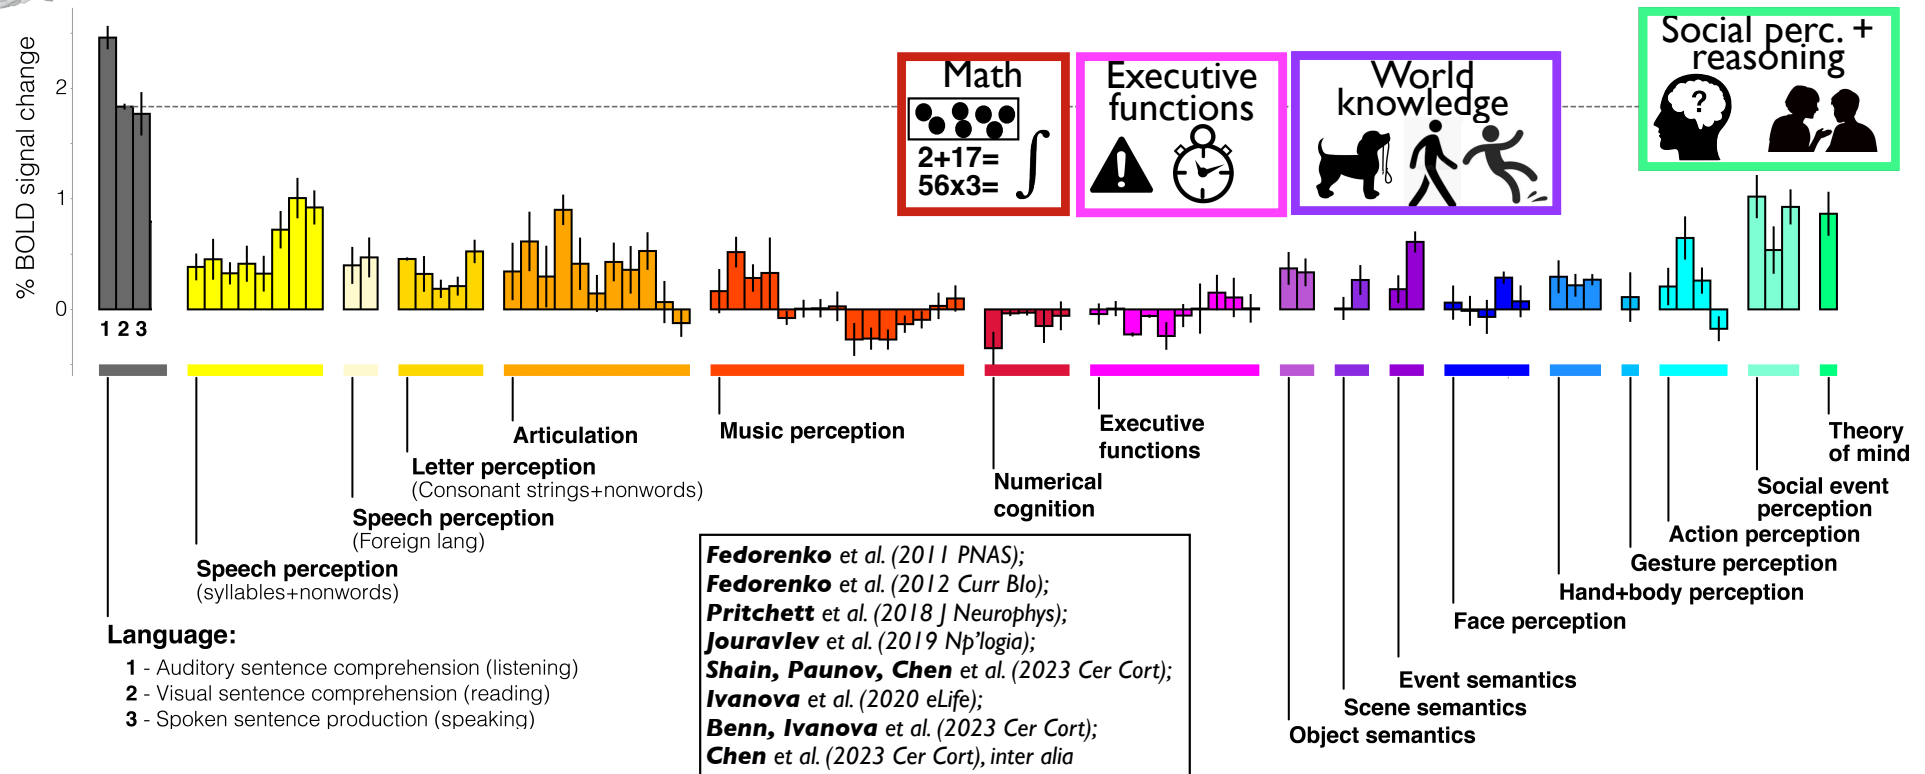 % BOLD signal change
2
1
0
1 2 3
Math
2+17=
56x3=
∫
Executive
functions
World
knowledge
Social perc. +
reasoning
?
Language:
1 - Auditory sentence comprehension (listening)
2 - Visual sentence comprehension (reading)
3 - Spoken sentence production (speaking)
Speech perception
(syllables+nonwords)
Speech perception
(Foreign lang)
Letter perception
(Consonant strings+nonwords)
Articulation
Music perception
Numerical
cognition
Executive
functions
Object semantics
Scene semantics
Event semantics
Face perception
Hand+body perception
Gesture perception
Action perception
Social event
perception
Theory
of mind
Fedorenko et al. (2011 PNAS);
Fedorenko et al. (2012 Curr BIo);
Pritchett et al. (2018 J Neurophys);
Jouravlev et al. (2019 Np'logia);
Shain, Paunov, Chen et al. (2023 Cer Cort);
Ivanova et al. (2020 eLife);
Benn, Ivanova et al. (2023 Cer Cort);
Chen et al. (2023 Cer Cort), inter alia